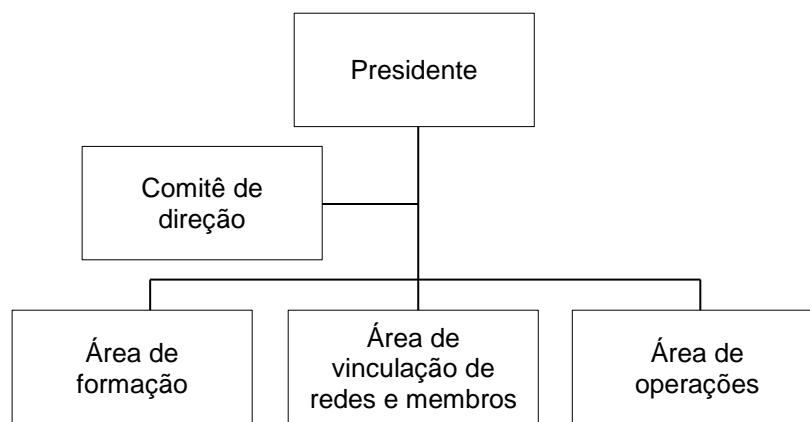 Presidente
Comitê de
direção
Área de
formação
Área de
vinculação de
redes e membros
Área de
operações